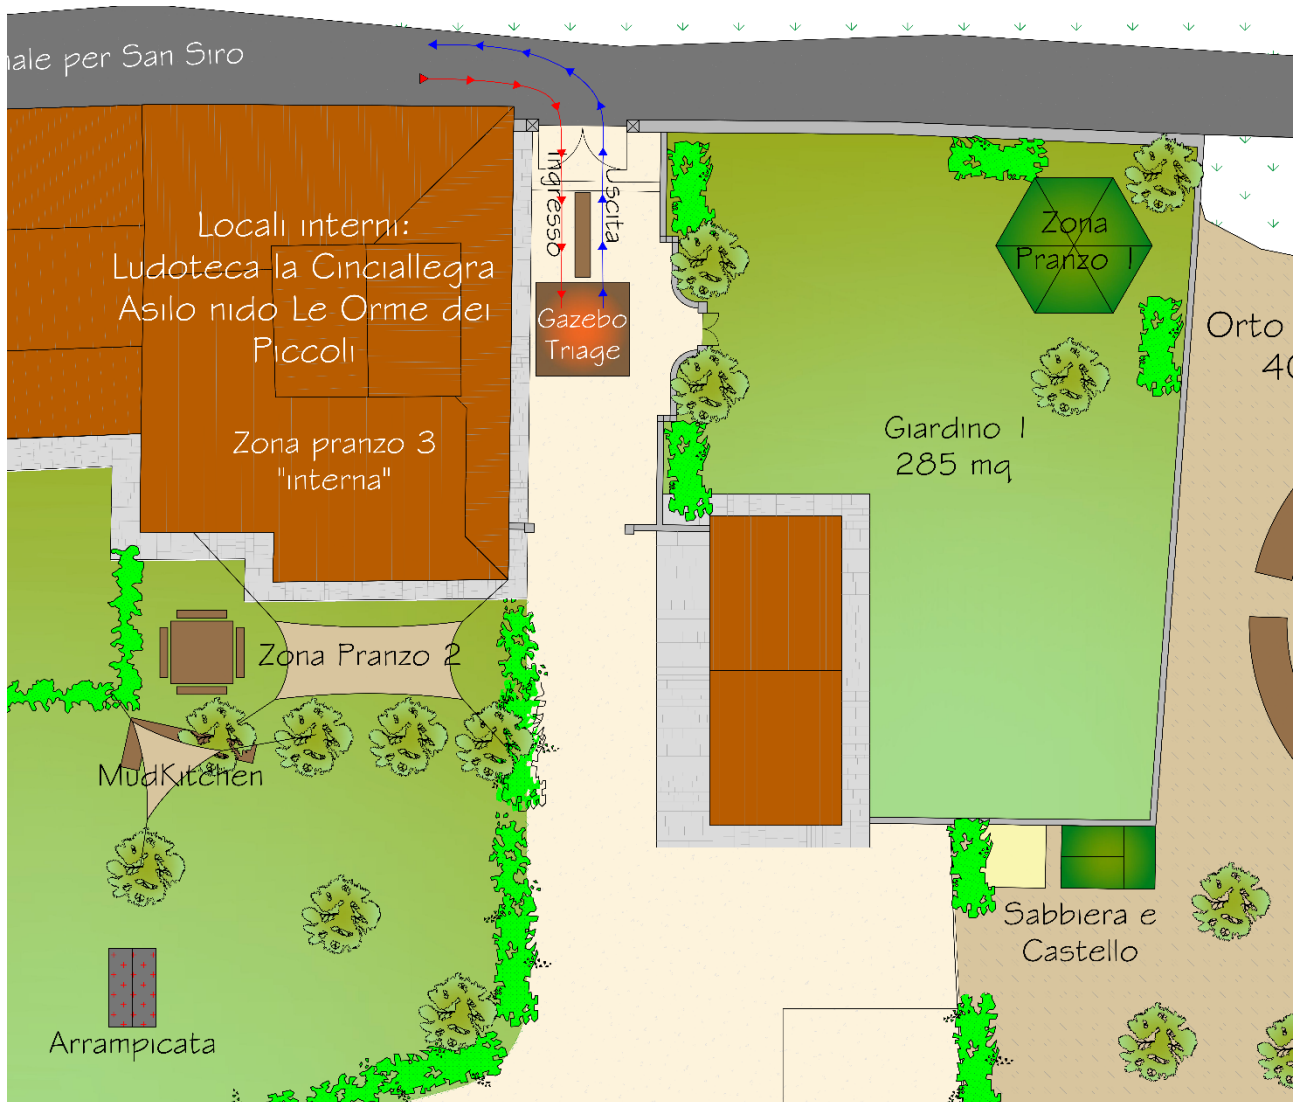 nale per San Siro
Ingresso
Uscita
Locali interni:
Ludoteca la Cinciallegra
Asilo nido Le Orme dei
Piccoli
Zona
Pranzo 1
Gazebo
Triage
Orto
40
Zona pranzo 3
"interna"
Giardino 1
285 mq
Zona Pranzo 2
MudKitchen
Sabbiera e
Castello
Arrampicata